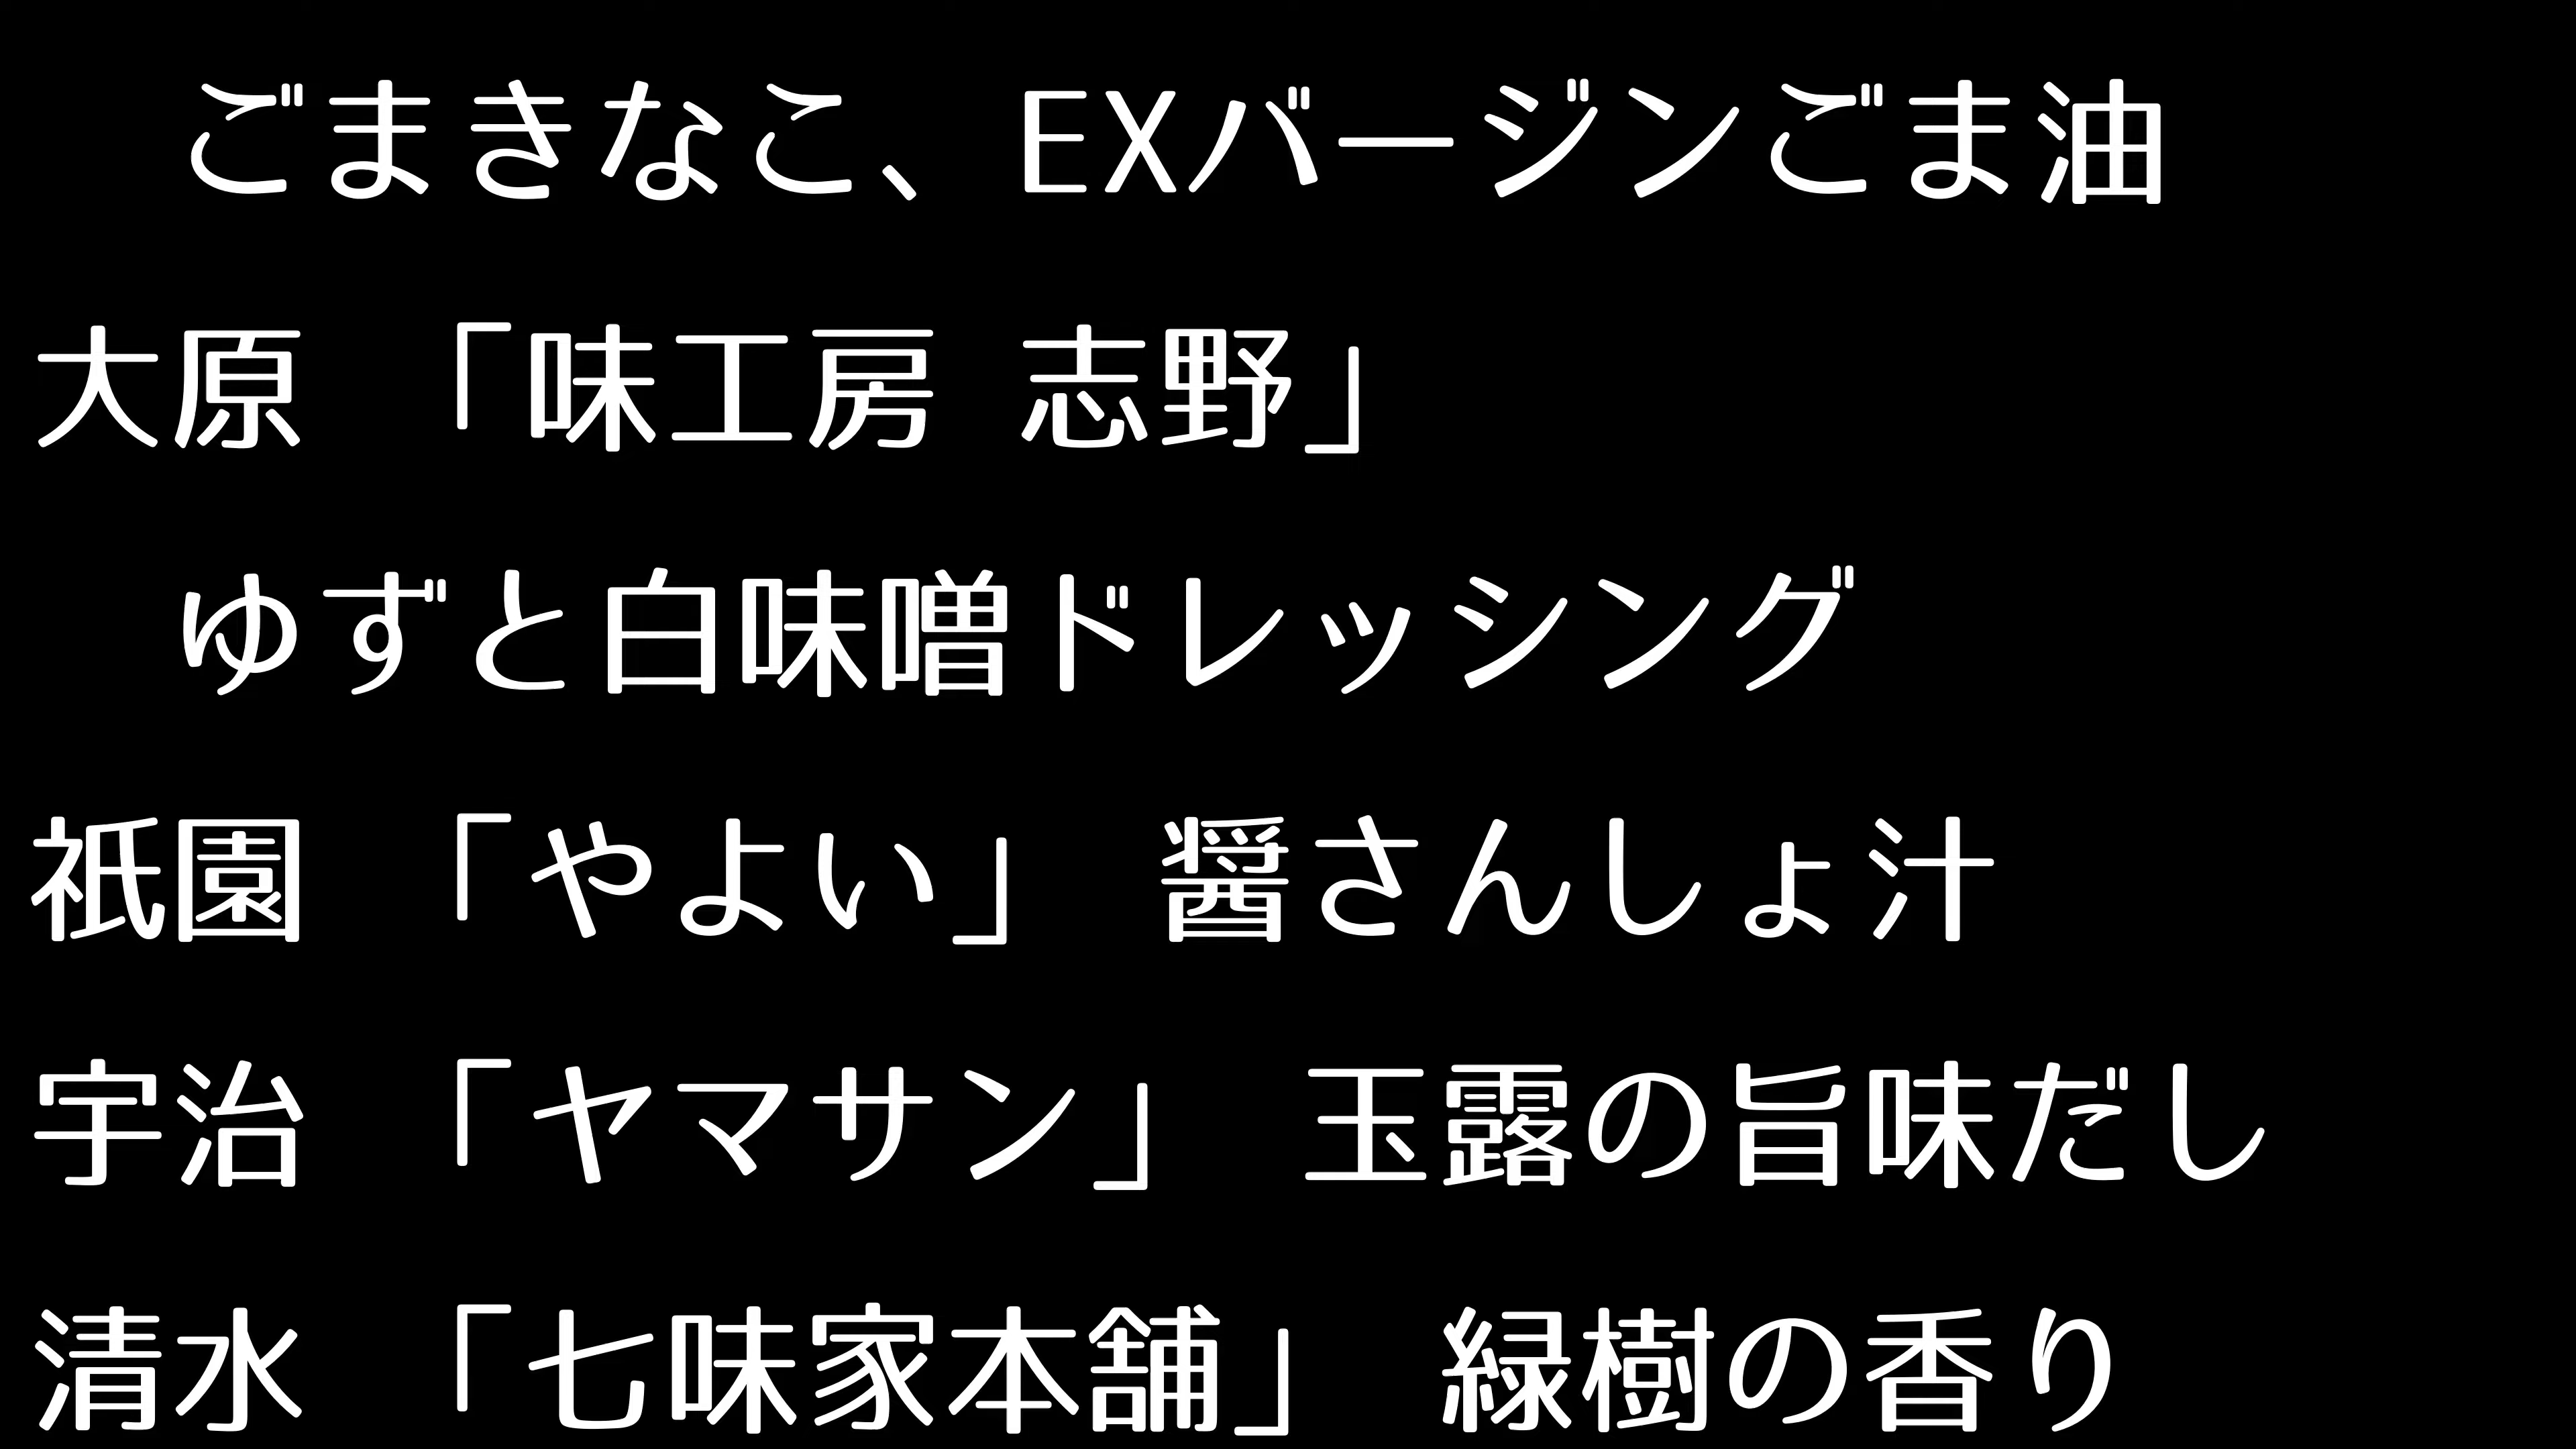 ごまきなこ、EXバージンごま油
大原 「味工房 志野」
ゆずと白味噌ドレッシング
祇園 「やよい」 醤さんしょ汁
宇治 「ヤマサン」 玉露の旨味だし
清水 「七味家本舗」 緑樹の香り